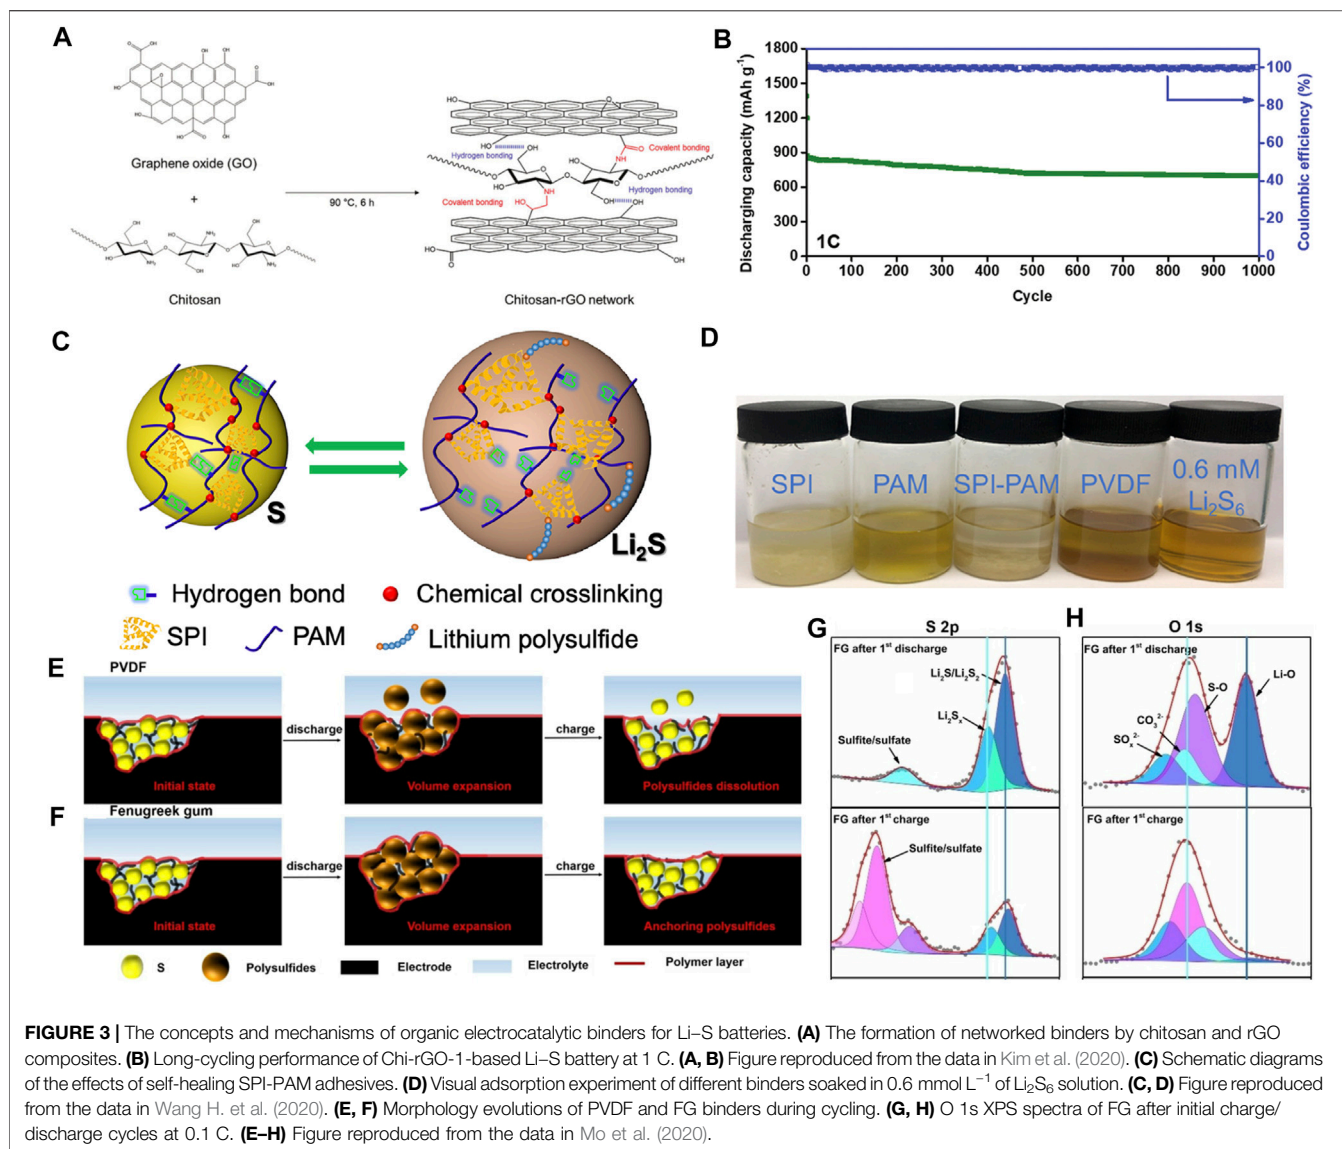 A
Graphene oxide (GO)
+
Chitosan
90 °C, 6 h
Hydrogen bonding
Covalent bonding
Covalent bonding
Hydrogen bonding
Chitosan-rGO network
B
Discharging capacity (mAh g⁻¹)
1800
1500
1200
900
600
300
0
1C
0 100 200 300 400 500 600 700 800 900 1000
Cycle
100
80
60
40
20
0
Coulombic efficiency (%)
C
S
Li₂S
Hydrogen bond
Chemical crosslinking
SPI
PAM
Lithium polysulfide
D
SPI
PAM
SPI-PAM
PVDF
0.6 mM
Li₂S₆
E
PVDF
Initial state
discharge
Volume expansion
charge
Polysulfides dissolution
F
Fenugreek gum
Initial state
discharge
Volume expansion
charge
Anchoring polysulfides
S
Polysulfides
Electrode
Electrolyte
Polymer layer
G
S 2p
FG after 1ˢᵗ discharge
Li₂S/Li₂S₂
Li₂Sₓ
Sulfite/sulfate
FG after 1ˢᵗ charge
Sulfite/sulfate
H
O 1s
FG after 1ˢᵗ discharge
Li-O
S-O
CO₃²⁻
SOₓ²⁻
FG after 1ˢᵗ charge
FIGURE 3 | The concepts and mechanisms of organic electrocatalytic binders for Li–S batteries. (A) The formation of networked binders by chitosan and rGO
composites. (B) Long-cycling performance of Chi-rGO-1-based Li–S battery at 1 C. (A, B) Figure reproduced from the data in Kim et al. (2020). (C) Schematic diagrams
of the effects of self-healing SPI-PAM adhesives. (D) Visual adsorption experiment of different binders soaked in 0.6 mmol L⁻¹ of Li₂S₆ solution. (C, D) Figure reproduced
from the data in Wang H. et al. (2020). (E, F) Morphology evolutions of PVDF and FG binders during cycling. (G, H) O 1s XPS spectra of FG after initial charge/
discharge cycles at 0.1 C. (E–H) Figure reproduced from the data in Mo et al. (2020).